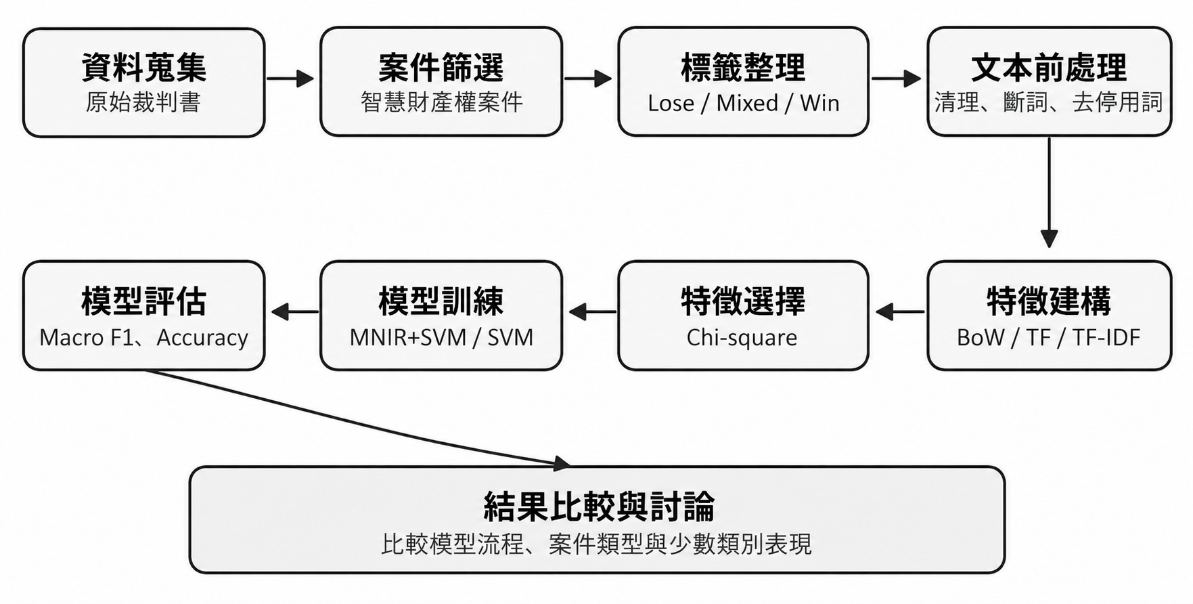 資料蒐集
原始裁判書
案件篩選
智慧財產權案件
標籤整理
Lose / Mixed / Win
文本前處理
清理、斷詞、去停用詞
特徵建構
BoW / TF / TF-IDF
特徵選擇
Chi-square
模型訓練
MNIR+SVM / SVM
模型評估
Macro F1、Accuracy
結果比較與討論
比較模型流程、案件類型與少數類別表現